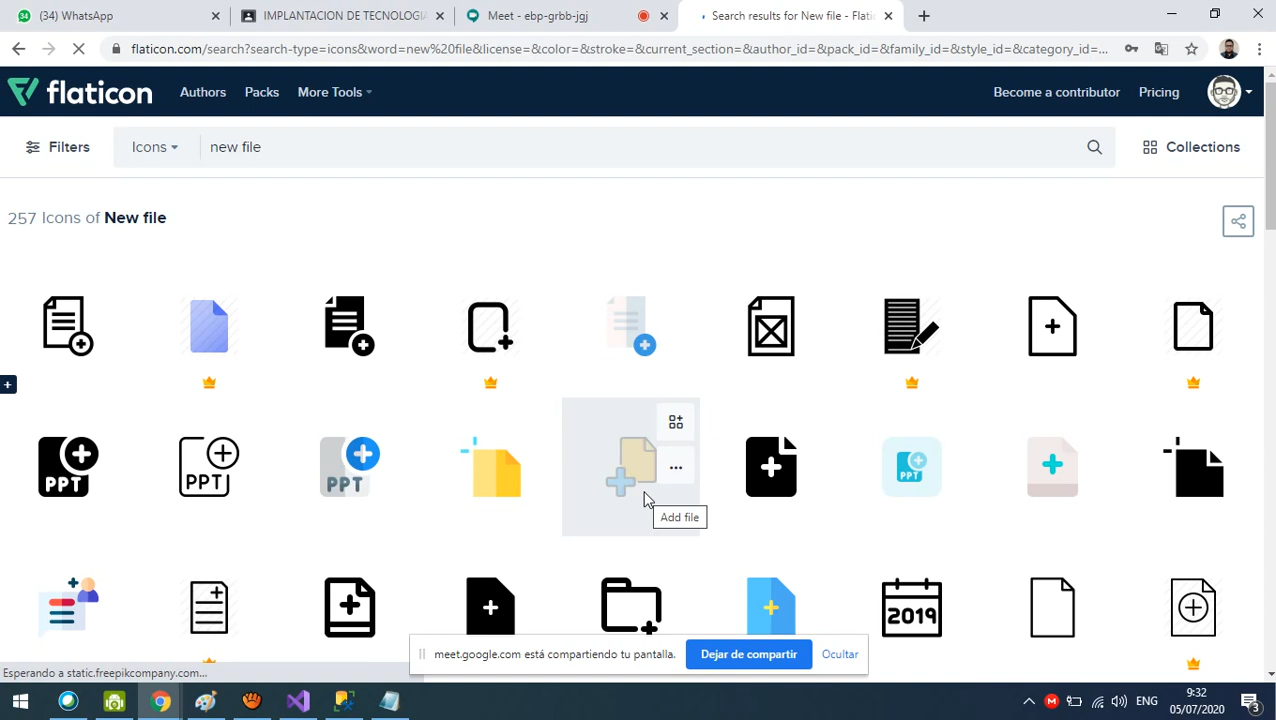 (34) WhatsApp
IMPLANTACION DE TECNOLOGIA
Meet - ebp-grbb-jgj
Search results for New file - Flatic
flaticon.com/search?search-type=icons&word=new%20file&license=&color=&stroke=&current_section=&author_id=&pack_id=&family_id=&style_id=&category_id=...
flaticon
Authors
Packs
More Tools
Become a contributor
Pricing
Filters
Icons
new file
Collections
257 Icons of New file
PPT
PPT
PPT
PPT
Add file
2019
meet.google.com está compartiendo tu pantalla.
Dejar de compartir
Ocultar
Esperando a static.freepikcompany.com...
ENG
9:32
05/07/2020
3